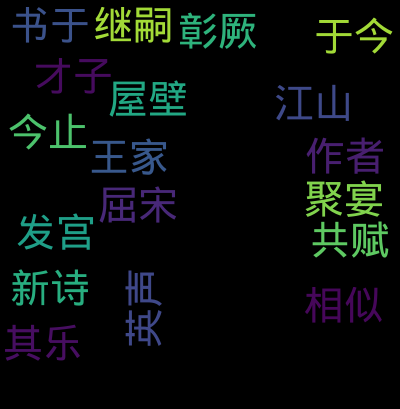 书于
继嗣
彰厥
于今
才子
屋壁
江山
今止
王家
作者
屈宋
聚宴
发宫
共赋
新诗
英声
相似
其乐